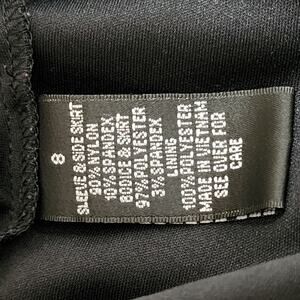 8
SLEEVE & SIDE SKIRT
90% NYLON
10% SPANDEX
BODICE & SKIRT
97% POLYESTER
3% SPANDEX
LINING
100% POLYESTER
MADE IN VIETNAM
SEE OVER FOR
CARE